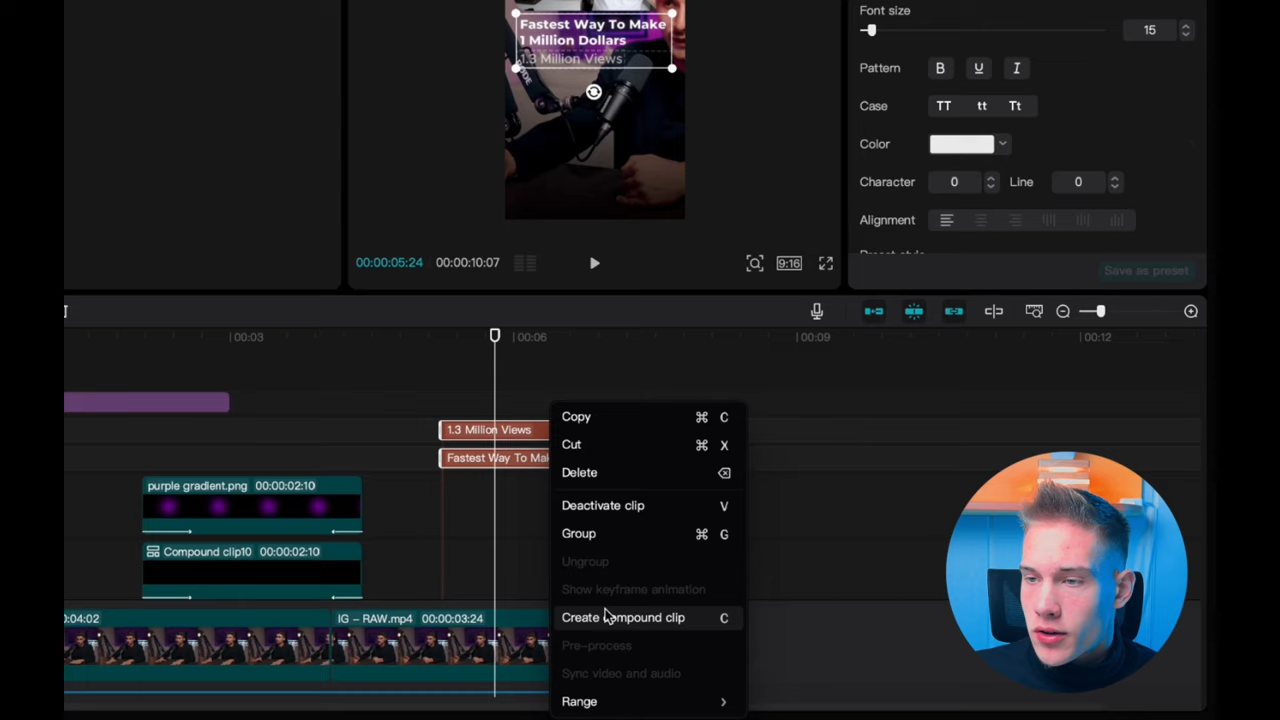 Fastest Way To Make
1 Million Dollars
1.3 Million Views
Font size
15
Pattern
B U I
Case
TT tt Tt
Color
Character 0 Line 0
Alignment
Preset style
Save as preset
00:00:05:24 00:00:10:07
9:16
00:03 00:06 00:09 00:12
1.3 Million Views
Fastest Way To Mak
purple gradient.png 00:00:02:10
Compound clip10 00:00:02:10
:04:02 IG – RAW.mp4 00:00:03:24
Copy ⌘ C
Cut ⌘ X
Delete
Deactivate clip V
Group ⌘ G
Ungroup
Show keyframe animation
Create compound clip C
Pre-process
Sync video and audio
Range